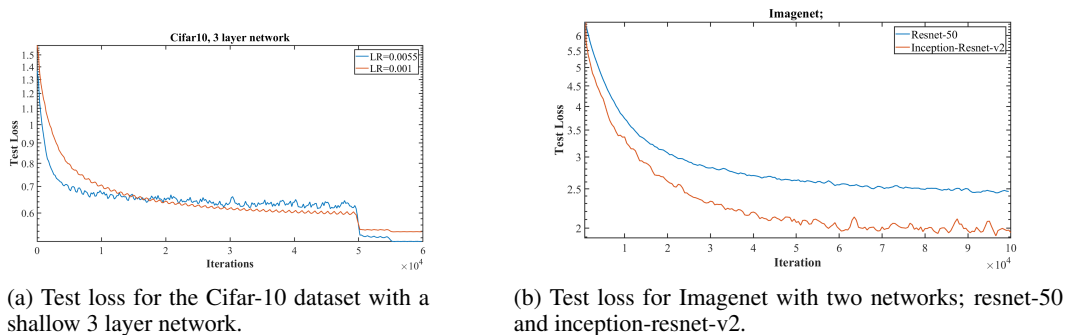 Cifar10, 3 layer network
LR=0.0055
LR=0.001
1.5
1.4
1.3
1.2
1.1
1
0.9
0.8
0.7
0.6
Test Loss
0 1 2 3 4 5 6
Iterations
×10⁴
(a) Test loss for the Cifar-10 dataset with a
shallow 3 layer network.
Imagenet;
Resnet-50
Inception-Resnet-v2
6
5.5
5
4.5
4
3.5
3
2.5
2
Test Loss
1 2 3 4 5 6 7 8 9 10
Iteration
×10⁴
(b) Test loss for Imagenet with two networks; resnet-50
and inception-resnet-v2.